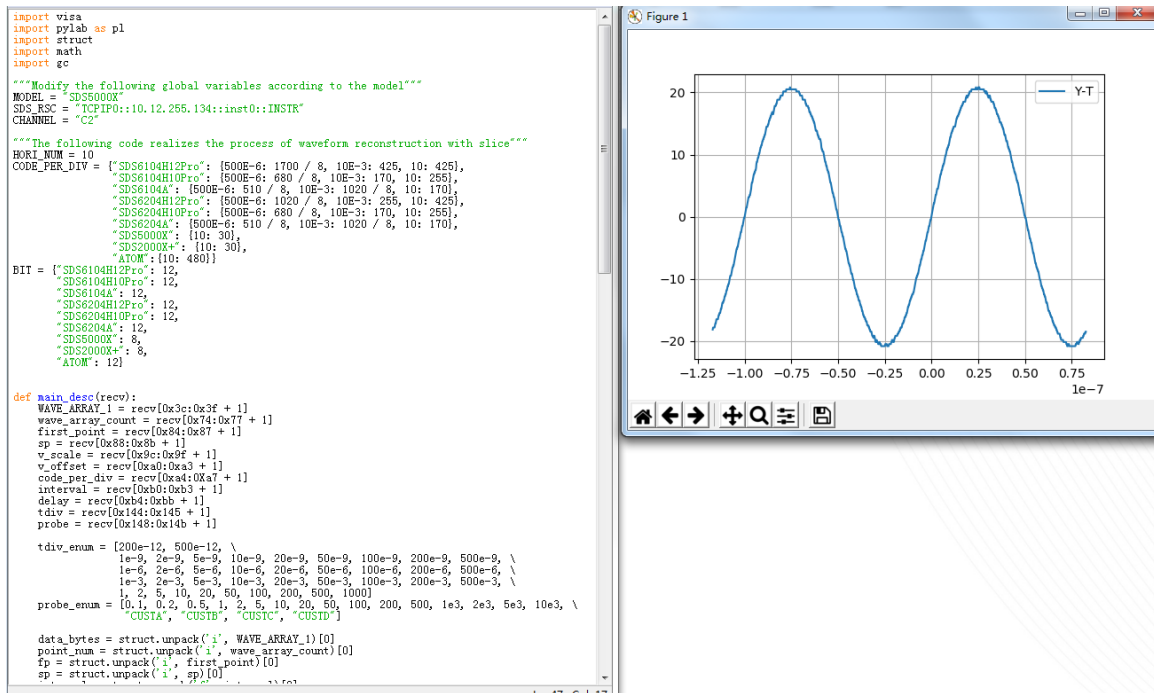 import visa
import pylab as pl
import struct
import math
import gc
"""Modify the following global variables according to the model"""
MODEL = "SDS5000X"
SDS_RSC = "TCPIP0::10.12.255.134::inst0::INSTR"
CHANNEL = "C2"
"""The following code realizes the process of waveform reconstruction with slice"""
HORI_NUM = 10
CODE_PER_DIV = {"SDS6104H12Pro": {500E-6: 1700 / 8, 10E-3: 425, 10: 425},
"SDS6104H10Pro": {500E-6: 680 / 8, 10E-3: 170, 10: 255},
"SDS6104A": {500E-6: 510 / 8, 10E-3: 1020 / 8, 10: 170},
"SDS6204H12Pro": {500E-6: 1020 / 8, 10E-3: 255, 10: 425},
"SDS6204H10Pro": {500E-6: 680 / 8, 10E-3: 170, 10: 255},
"SDS6204A": {500E-6: 510 / 8, 10E-3: 1020 / 8, 10: 170},
"SDS5000X": {10: 30},
"SDS2000X+": {10: 30},
"ATOM":{10: 480}}
BIT = {"SDS6104H12Pro": 12,
"SDS6104H10Pro": 12,
"SDS6104A": 12,
"SDS6204H12Pro": 12,
"SDS6204H10Pro": 12,
"SDS6204A": 12,
"SDS5000X": 8,
"SDS2000X+": 8,
"ATOM": 12}
def main_desc(recv):
WAVE_ARRAY_1 = recv[0x3c:0x3f + 1]
wave_array_count = recv[0x74:0x77 + 1]
first_point = recv[0x84:0x87 + 1]
sp = recv[0x88:0x8b + 1]
v_scale = recv[0x9c:0x9f + 1]
v_offset = recv[0xa0:0xa3 + 1]
code_per_div = recv[0xa4:0Xa7 + 1]
interval = recv[0xb0:0xb3 + 1]
delay = recv[0xb4:0xbb + 1]
tdiv = recv[0x144:0x145 + 1]
probe = recv[0x148:0x14b + 1]
tdiv_enum = [200e-12, 500e-12, \
1e-9, 2e-9, 5e-9, 10e-9, 20e-9, 50e-9, 100e-9, 200e-9, 500e-9, \
1e-6, 2e-6, 5e-6, 10e-6, 20e-6, 50e-6, 100e-6, 200e-6, 500e-6, \
1e-3, 2e-3, 5e-3, 10e-3, 20e-3, 50e-3, 100e-3, 200e-3, 500e-3, \
1, 2, 5, 10, 20, 50, 100, 200, 500, 1000]
probe_enum = [0.1, 0.2, 0.5, 1, 2, 5, 10, 20, 50, 100, 200, 500, 1e3, 2e3, 5e3, 10e3, \
"CUSTA", "CUSTB", "CUSTC", "CUSTD"]
data_bytes = struct.unpack('i', WAVE_ARRAY_1)[0]
point_num = struct.unpack('i', wave_array_count)[0]
fp = struct.unpack('i', first_point)[0]
sp = struct.unpack('i', sp)[0]
Figure 1
Y-T
20
10
0
−10
−20
−1.25 −1.00 −0.75 −0.50 −0.25 0.00 0.25 0.50 0.75
1e−7